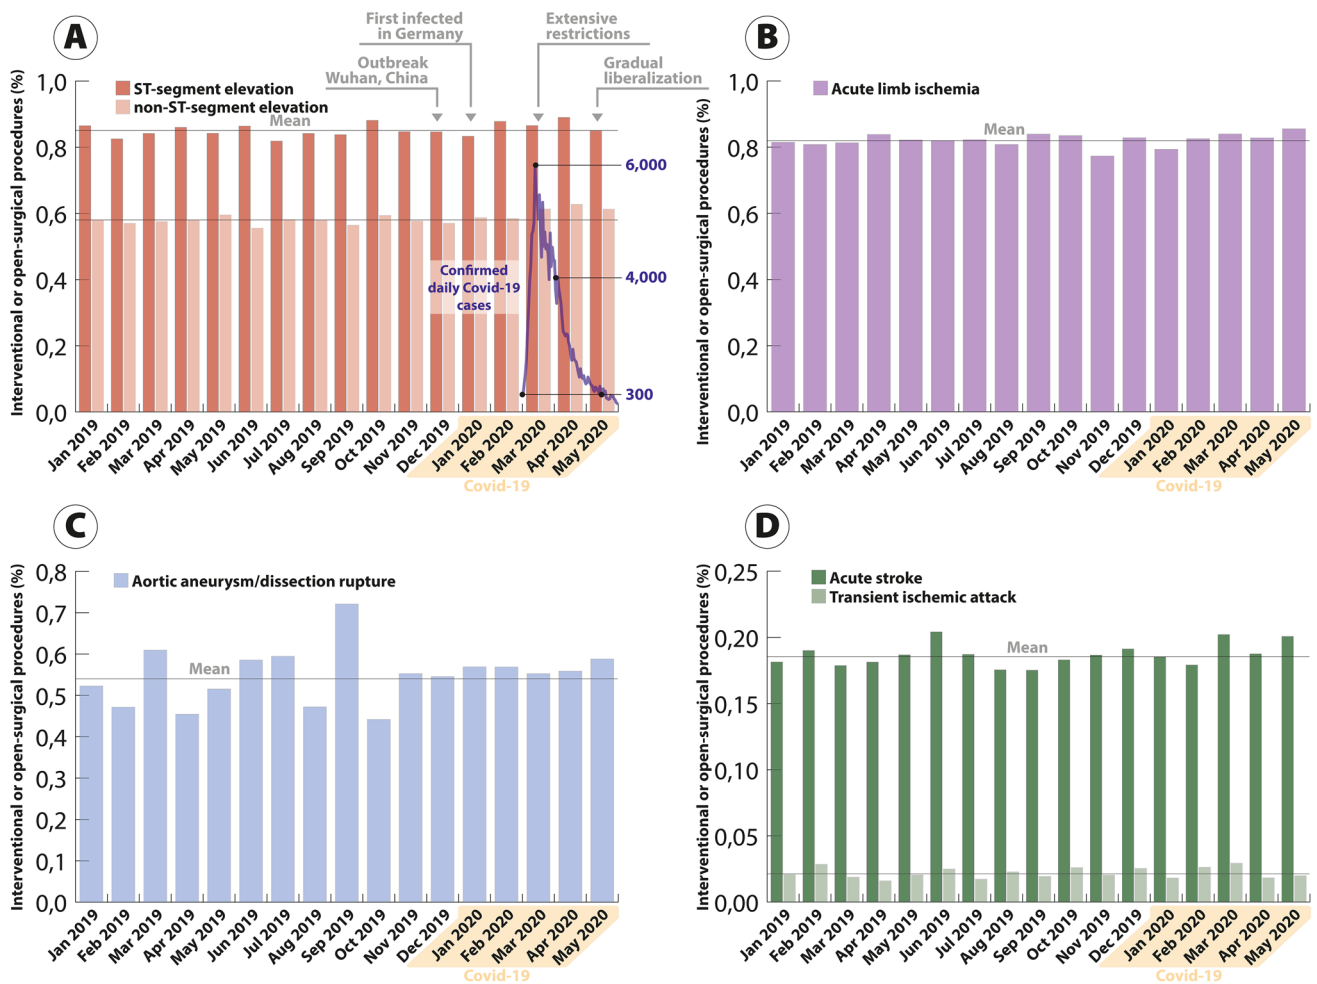 A
First infected
in Germany
Extensive
restrictions
Outbreak
Wuhan, China
Gradual
liberalization
Interventional or open-surgical procedures (%)
1,0
0,8
0,6
0,4
0,2
0,0
ST-segment elevation
non-ST-segment elevation
Mean
6,000
4,000
300
Confirmed
daily Covid-19
cases
Jan 2019
Feb 2019
Mar 2019
Apr 2019
May 2019
Jun 2019
Jul 2019
Aug 2019
Sep 2019
Oct 2019
Nov 2019
Dec 2019
Jan 2020
Feb 2020
Mar 2020
Apr 2020
May 2020
Covid-19
B
Interventional or open-surgical procedures (%)
1,0
0,8
0,6
0,4
0,2
0,0
Acute limb ischemia
Mean
Jan 2019
Feb 2019
Mar 2019
Apr 2019
May 2019
Jun 2019
Jul 2019
Aug 2019
Sep 2019
Oct 2019
Nov 2019
Dec 2019
Jan 2020
Feb 2020
Mar 2020
Apr 2020
May 2020
Covid-19
C
Interventional or open-surgical procedures (%)
0,8
0,7
0,6
0,5
0,4
0,3
0,2
0,1
0,0
Aortic aneurysm/dissection rupture
Mean
Jan 2019
Feb 2019
Mar 2019
Apr 2019
May 2019
Jun 2019
Jul 2019
Aug 2019
Sep 2019
Oct 2019
Nov 2019
Dec 2019
Jan 2020
Feb 2020
Mar 2020
Apr 2020
May 2020
Covid-19
D
Interventional or open-surgical procedures (%)
0,25
0,20
0,15
0,10
0,05
0,00
Acute stroke
Transient ischemic attack
Mean
Jan 2019
Feb 2019
Mar 2019
Apr 2019
May 2019
Jun 2019
Jul 2019
Aug 2019
Sep 2019
Oct 2019
Nov 2019
Dec 2019
Jan 2020
Feb 2020
Mar 2020
Apr 2020
May 2020
Covid-19